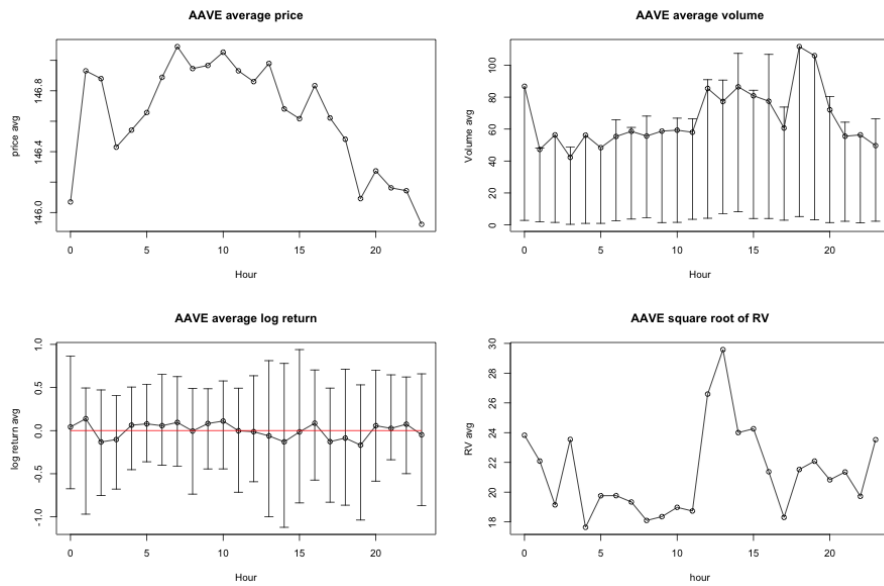 AAVE average price
price avg
146.8
146.4
146.0
0 5 10 15 20
Hour
AAVE average volume
Volume avg
100
80
60
40
20
0
0 5 10 15 20
Hour
AAVE average log return
log return avg
1.0
0.5
0.0
-0.5
-1.0
0 5 10 15 20
Hour
AAVE square root of RV
RV avg
30
28
26
24
22
20
18
0 5 10 15 20
hour